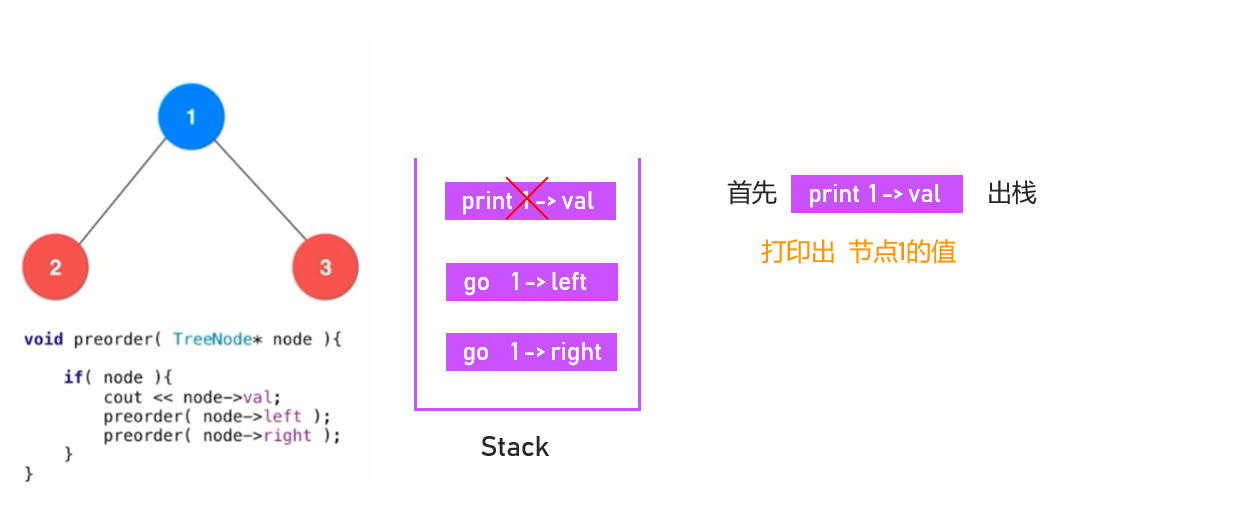 1
2
3
void preorder( TreeNode* node ){
if( node ){
cout << node->val;
preorder( node->left );
preorder( node->right );
}
}
print 1->val
go 1->left
go 1->right
Stack
首先 print 1->val 出栈
打印出 节点1的值